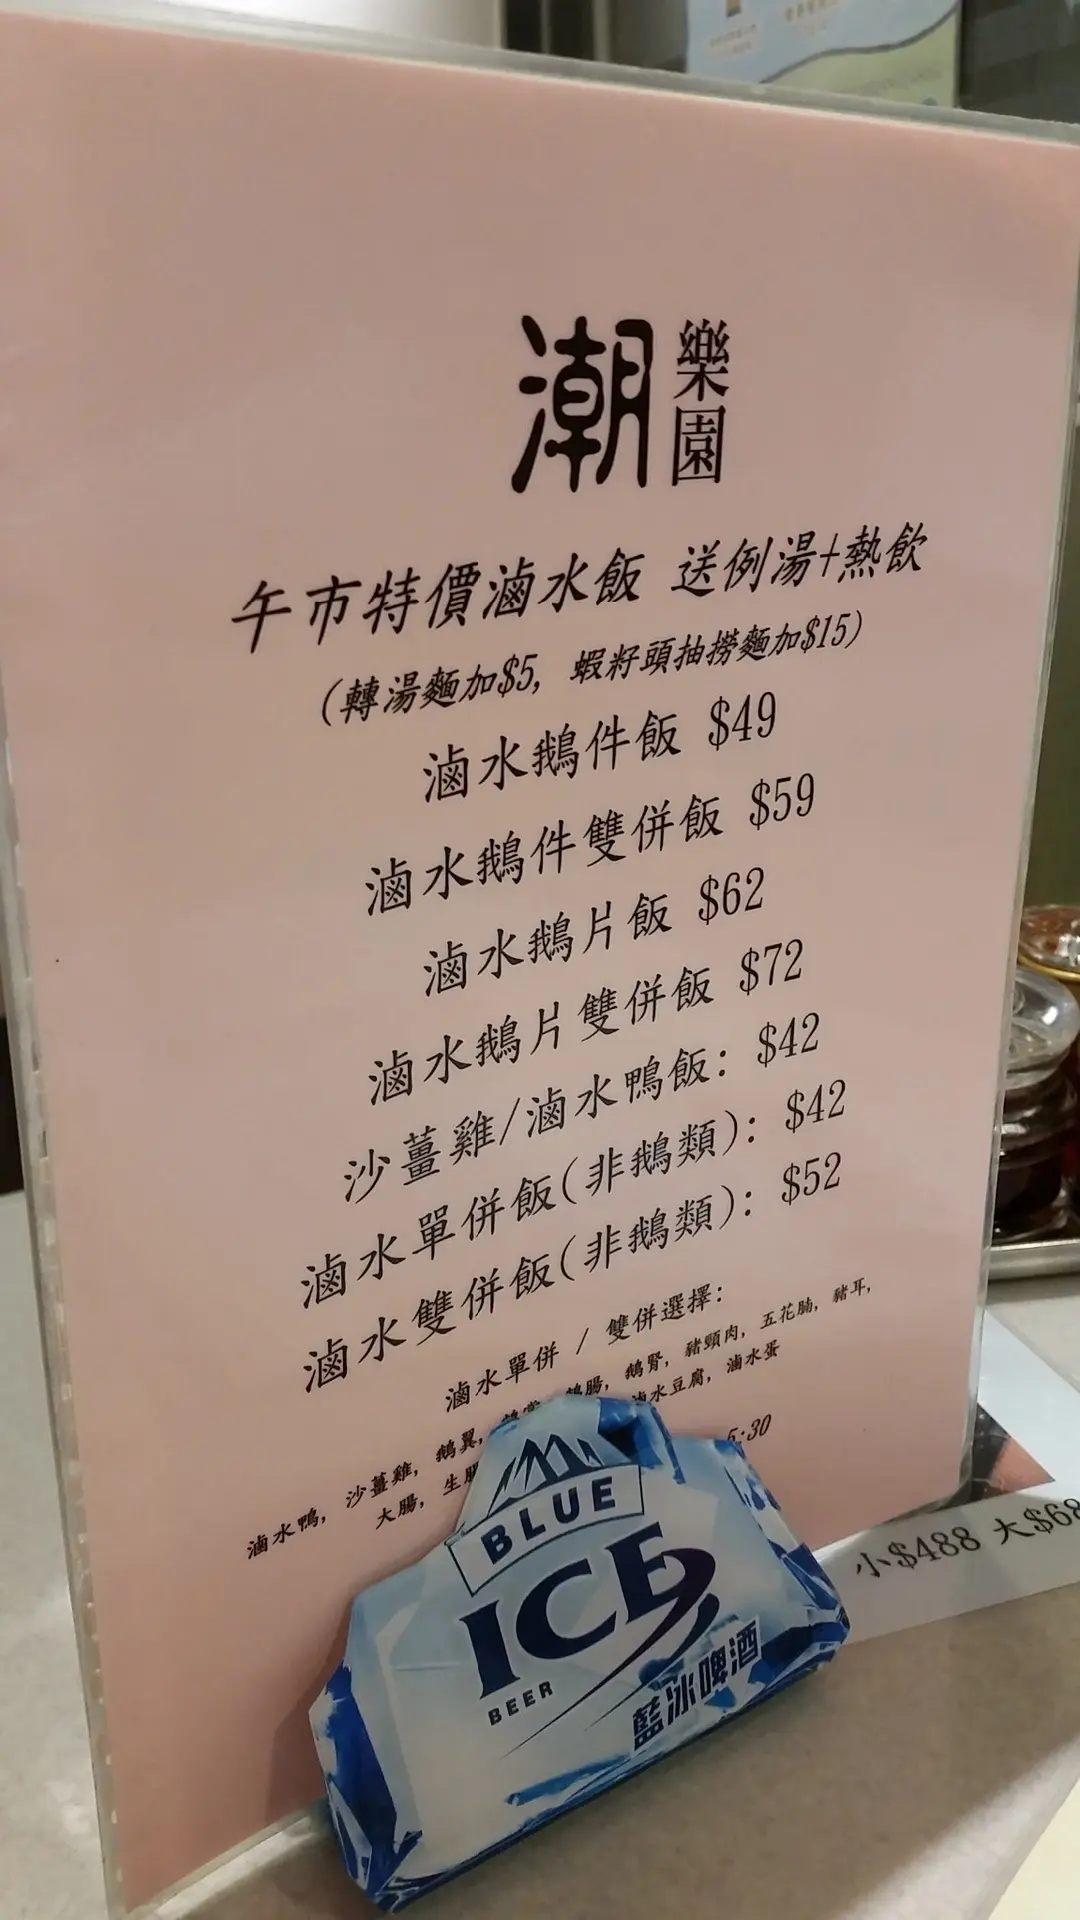 潮樂園
午市特價滷水飯 送例湯+熱飲
(轉湯麵加$5, 蝦籽頭抽撈麵加$15)
滷水鵝件飯 $49
滷水鵝件雙併飯 $59
滷水鵝片飯 $62
滷水鵝片雙併飯 $72
沙薑雞/滷水鴨飯: $42
滷水單併飯(非鵝類): $42
滷水雙併飯(非鵝類): $52
滷水單併 / 雙併選擇:
滷水鴨, 沙薑雞, 鵝翼, 鵝腸, 鵝腎, 豬頸肉, 五花腩, 豬耳,
大腸, 生腸 滷水豆腐, 滷水蛋
5:30
小$488 大$68
BLUE
ICE
BEER
藍冰啤酒